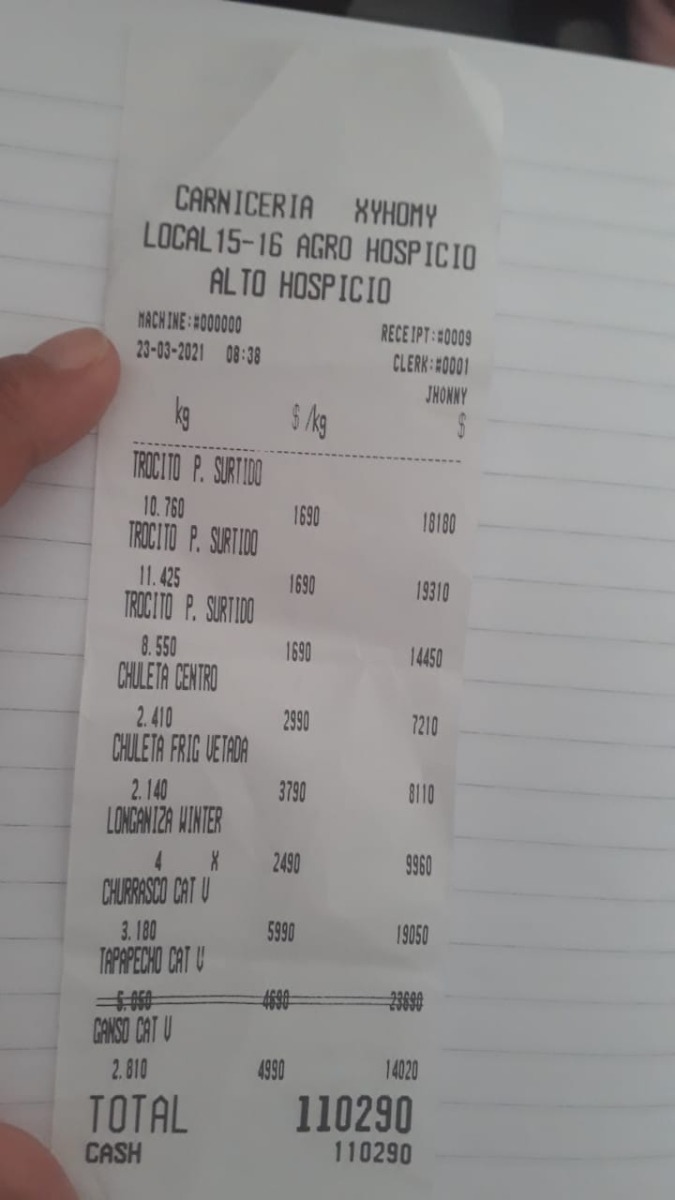 CARNICERIA XYHOMY
LOCAL 15-16 AGRO HOSPICIO
ALTO HOSPICIO
MACHINE:#000000 RECEIPT:#0009
23-03-2021 08:38 CLERK:#0001
JHONNY
kg $/kg $
TROCITO P. SURTIDO
10.760 1690 18180
TROCITO P. SURTIDO
11.425 1690 19310
TROCITO P. SURTIDO
8.550 1690 14450
CHULETA CENTRO
2.410 2990 7210
CHULETA FRIG VETADA
2.140 3790 8110
LONGANIZA WINTER
4 X 2490 9960
CHURRASCO CAT V
3.180 5990 19050
TAPAPECHO CAT V
5.050 4690 23690
GANSO CAT V
2.810 4990 14020
TOTAL 110290
CASH 110290